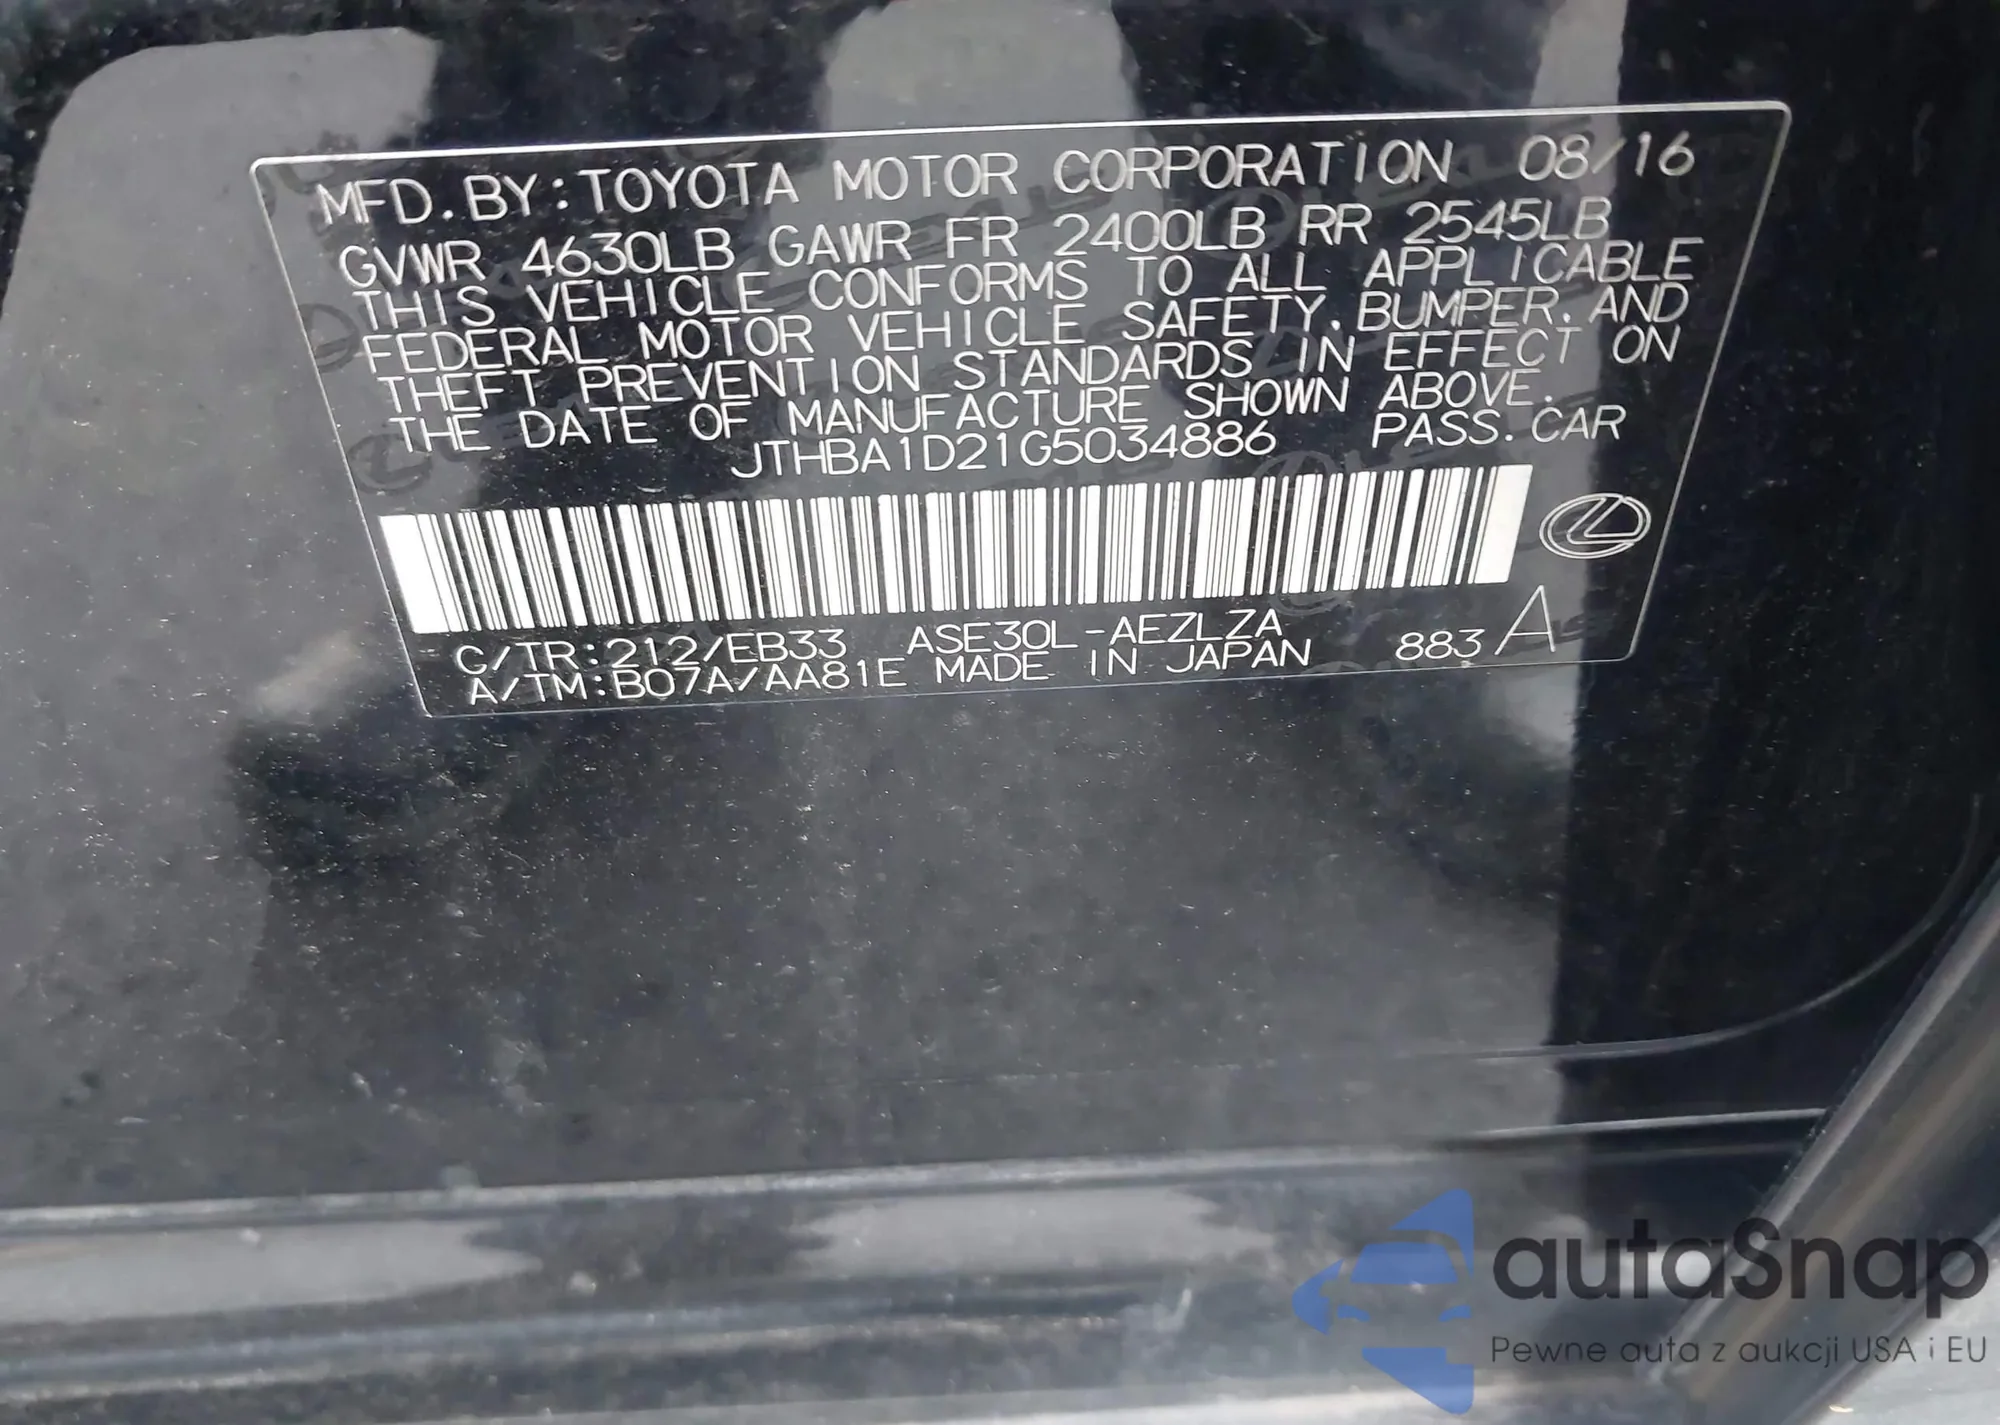 MFD. BY: TOYOTA MOTOR CORPORATION 08/16
GVWR 4630LB GAWR FR 2400LB RR 2545LB
THIS VEHICLE CONFORMS TO ALL APPLICABLE
FEDERAL MOTOR VEHICLE SAFETY, BUMPER, AND
THEFT PREVENTION STANDARDS IN EFFECT ON
THE DATE OF MANUFACTURE SHOWN ABOVE.
JTHBA1D21G5034886 PASS. CAR
C/TR:212/EB33 ASE30L-AEZLZA 883 A
A/TM:B07A/AA81E MADE IN JAPAN
autaSnap
Pewne auta z aukcji USA i EU